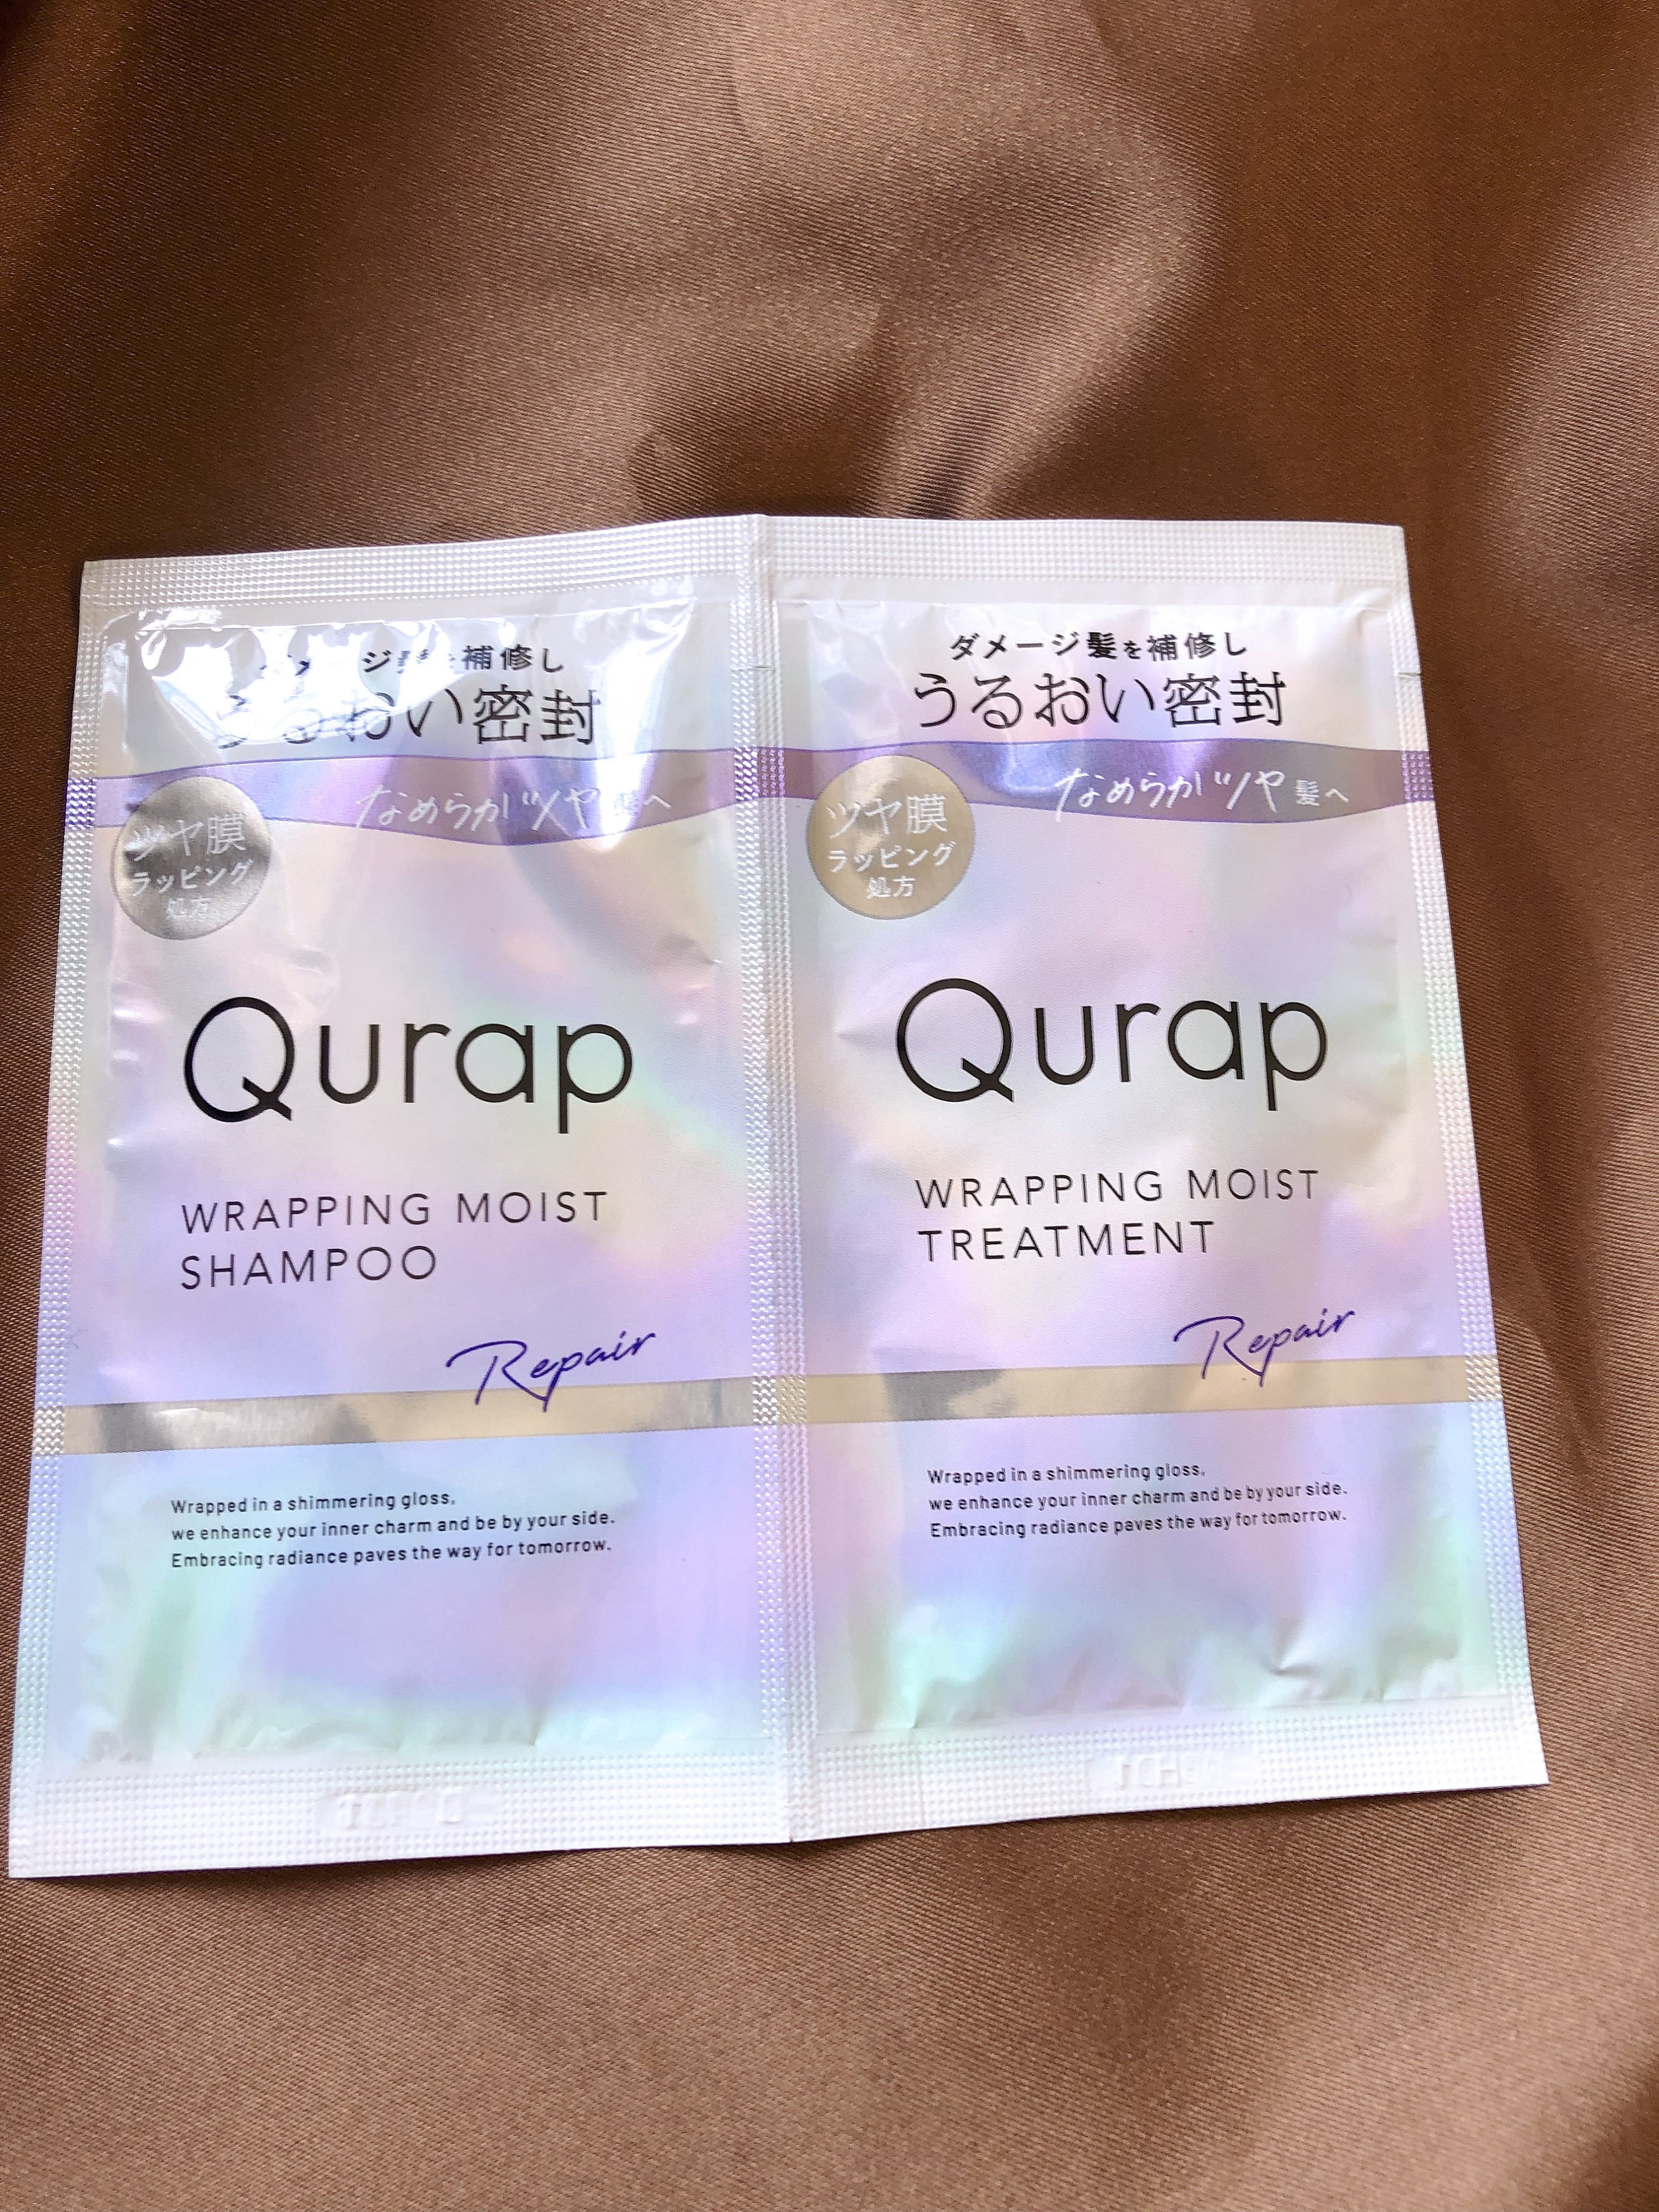 ジ髪を補修し
うるおい密封
なめらかツヤ髪へ
ツヤ膜
ラッピング
処方
Qurap
WRAPPING MOIST
SHAMPOO
Repair
Wrapped in a shimmering gloss,
we enhance your inner charm and be by your side.
Embracing radiance paves the way for tomorrow.
ダメージ髪を補修し
うるおい密封
なめらかツヤ髪へ
ツヤ膜
ラッピング
処方
Qurap
WRAPPING MOIST
TREATMENT
Repair
Wrapped in a shimmering gloss,
we enhance your inner charm and be by your side.
Embracing radiance paves the way for tomorrow.